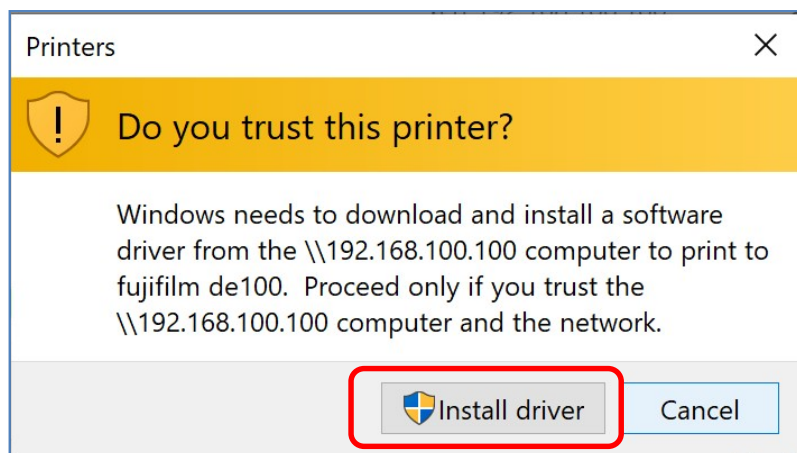 Printers
Do you trust this printer?
Windows needs to download and install a software
driver from the \\192.168.100.100 computer to print to
fujifilm de100.  Proceed only if you trust the
\\192.168.100.100 computer and the network.
Install driver
Cancel